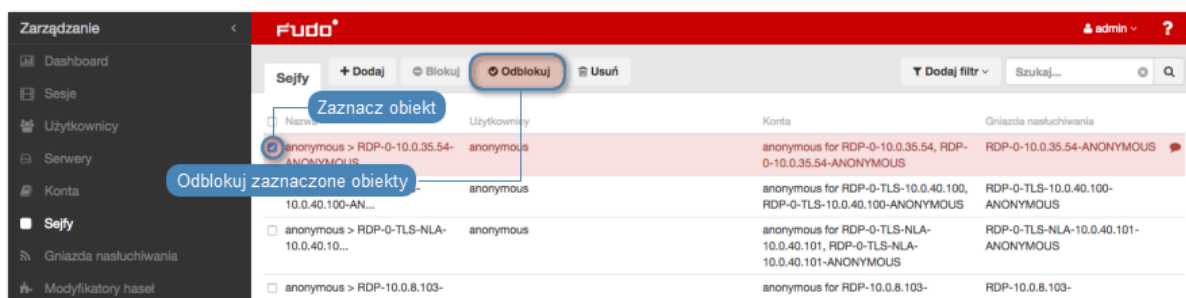 Zarządzanie
Fudo
admin
?
Dashboard
Sesje
Użytkownicy
Serwery
Konta
Sejfy
Gniazda nasłuchiwania
Modyfikatory haseł
Sejfy
+ Dodaj
Blokuj
Odblokuj
Usuń
Dodaj filtr
Szukaj...
Zaznacz obiekt
Użytkownicy
Konta
Gniazda nasłuchiwania
anonymous > RDP-0-10.0.35.54-
ANONYMOUS
anonymous
anonymous for RDP-0-10.0.35.54, RDP-
0-10.0.35.54-ANONYMOUS
RDP-0-10.0.35.54-ANONYMOUS
Odblokuj zaznaczone obiekty
10.0.40.100-AN...
anonymous
anonymous for RDP-0-TLS-10.0.40.100,
RDP-0-TLS-10.0.40.100-ANONYMOUS
RDP-0-TLS-10.0.40.100-
ANONYMOUS
anonymous > RDP-0-TLS-NLA-
10.0.40.10...
anonymous
anonymous for RDP-0-TLS-NLA-
10.0.40.101, RDP-0-TLS-NLA-
10.0.40.101-ANONYMOUS
RDP-0-TLS-NLA-10.0.40.101-
ANONYMOUS
anonymous > RDP-10.0.8.103-
anonymous for RDP-10.0.8.103-
RDP-10.0.8.103-